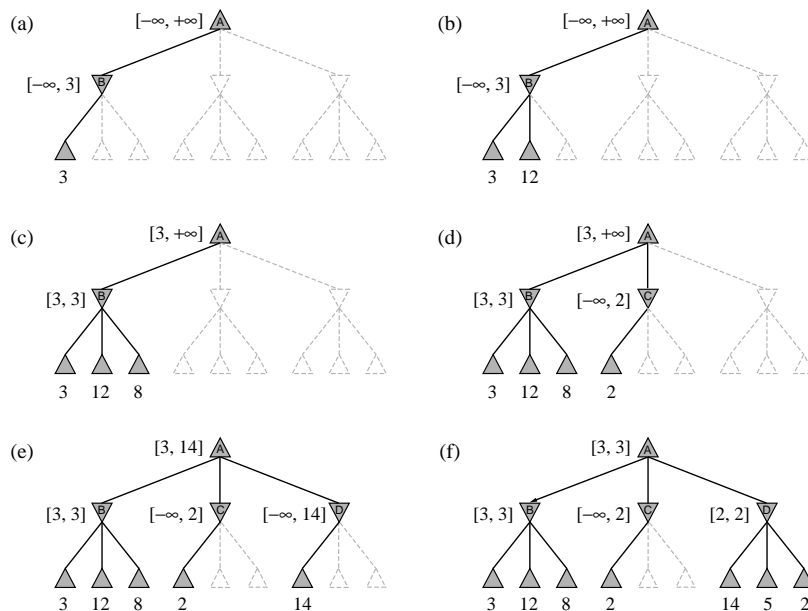 (a) [−∞, +∞] A (b) [−∞, +∞] A
[−∞, 3] B [−∞, 3] B
3 3 12
(c) [3, +∞] A (d) [3, +∞] A
[3, 3] B [3, 3] B [−∞, 2] C
3 12 8 3 12 8 2
(e) [3, 14] A (f) [3, 3] A
[3, 3] B [−∞, 2] C [−∞, 14] D [3, 3] B [−∞, 2] C [2, 2] D
3 12 8 2 14 3 12 8 2 14 5 2